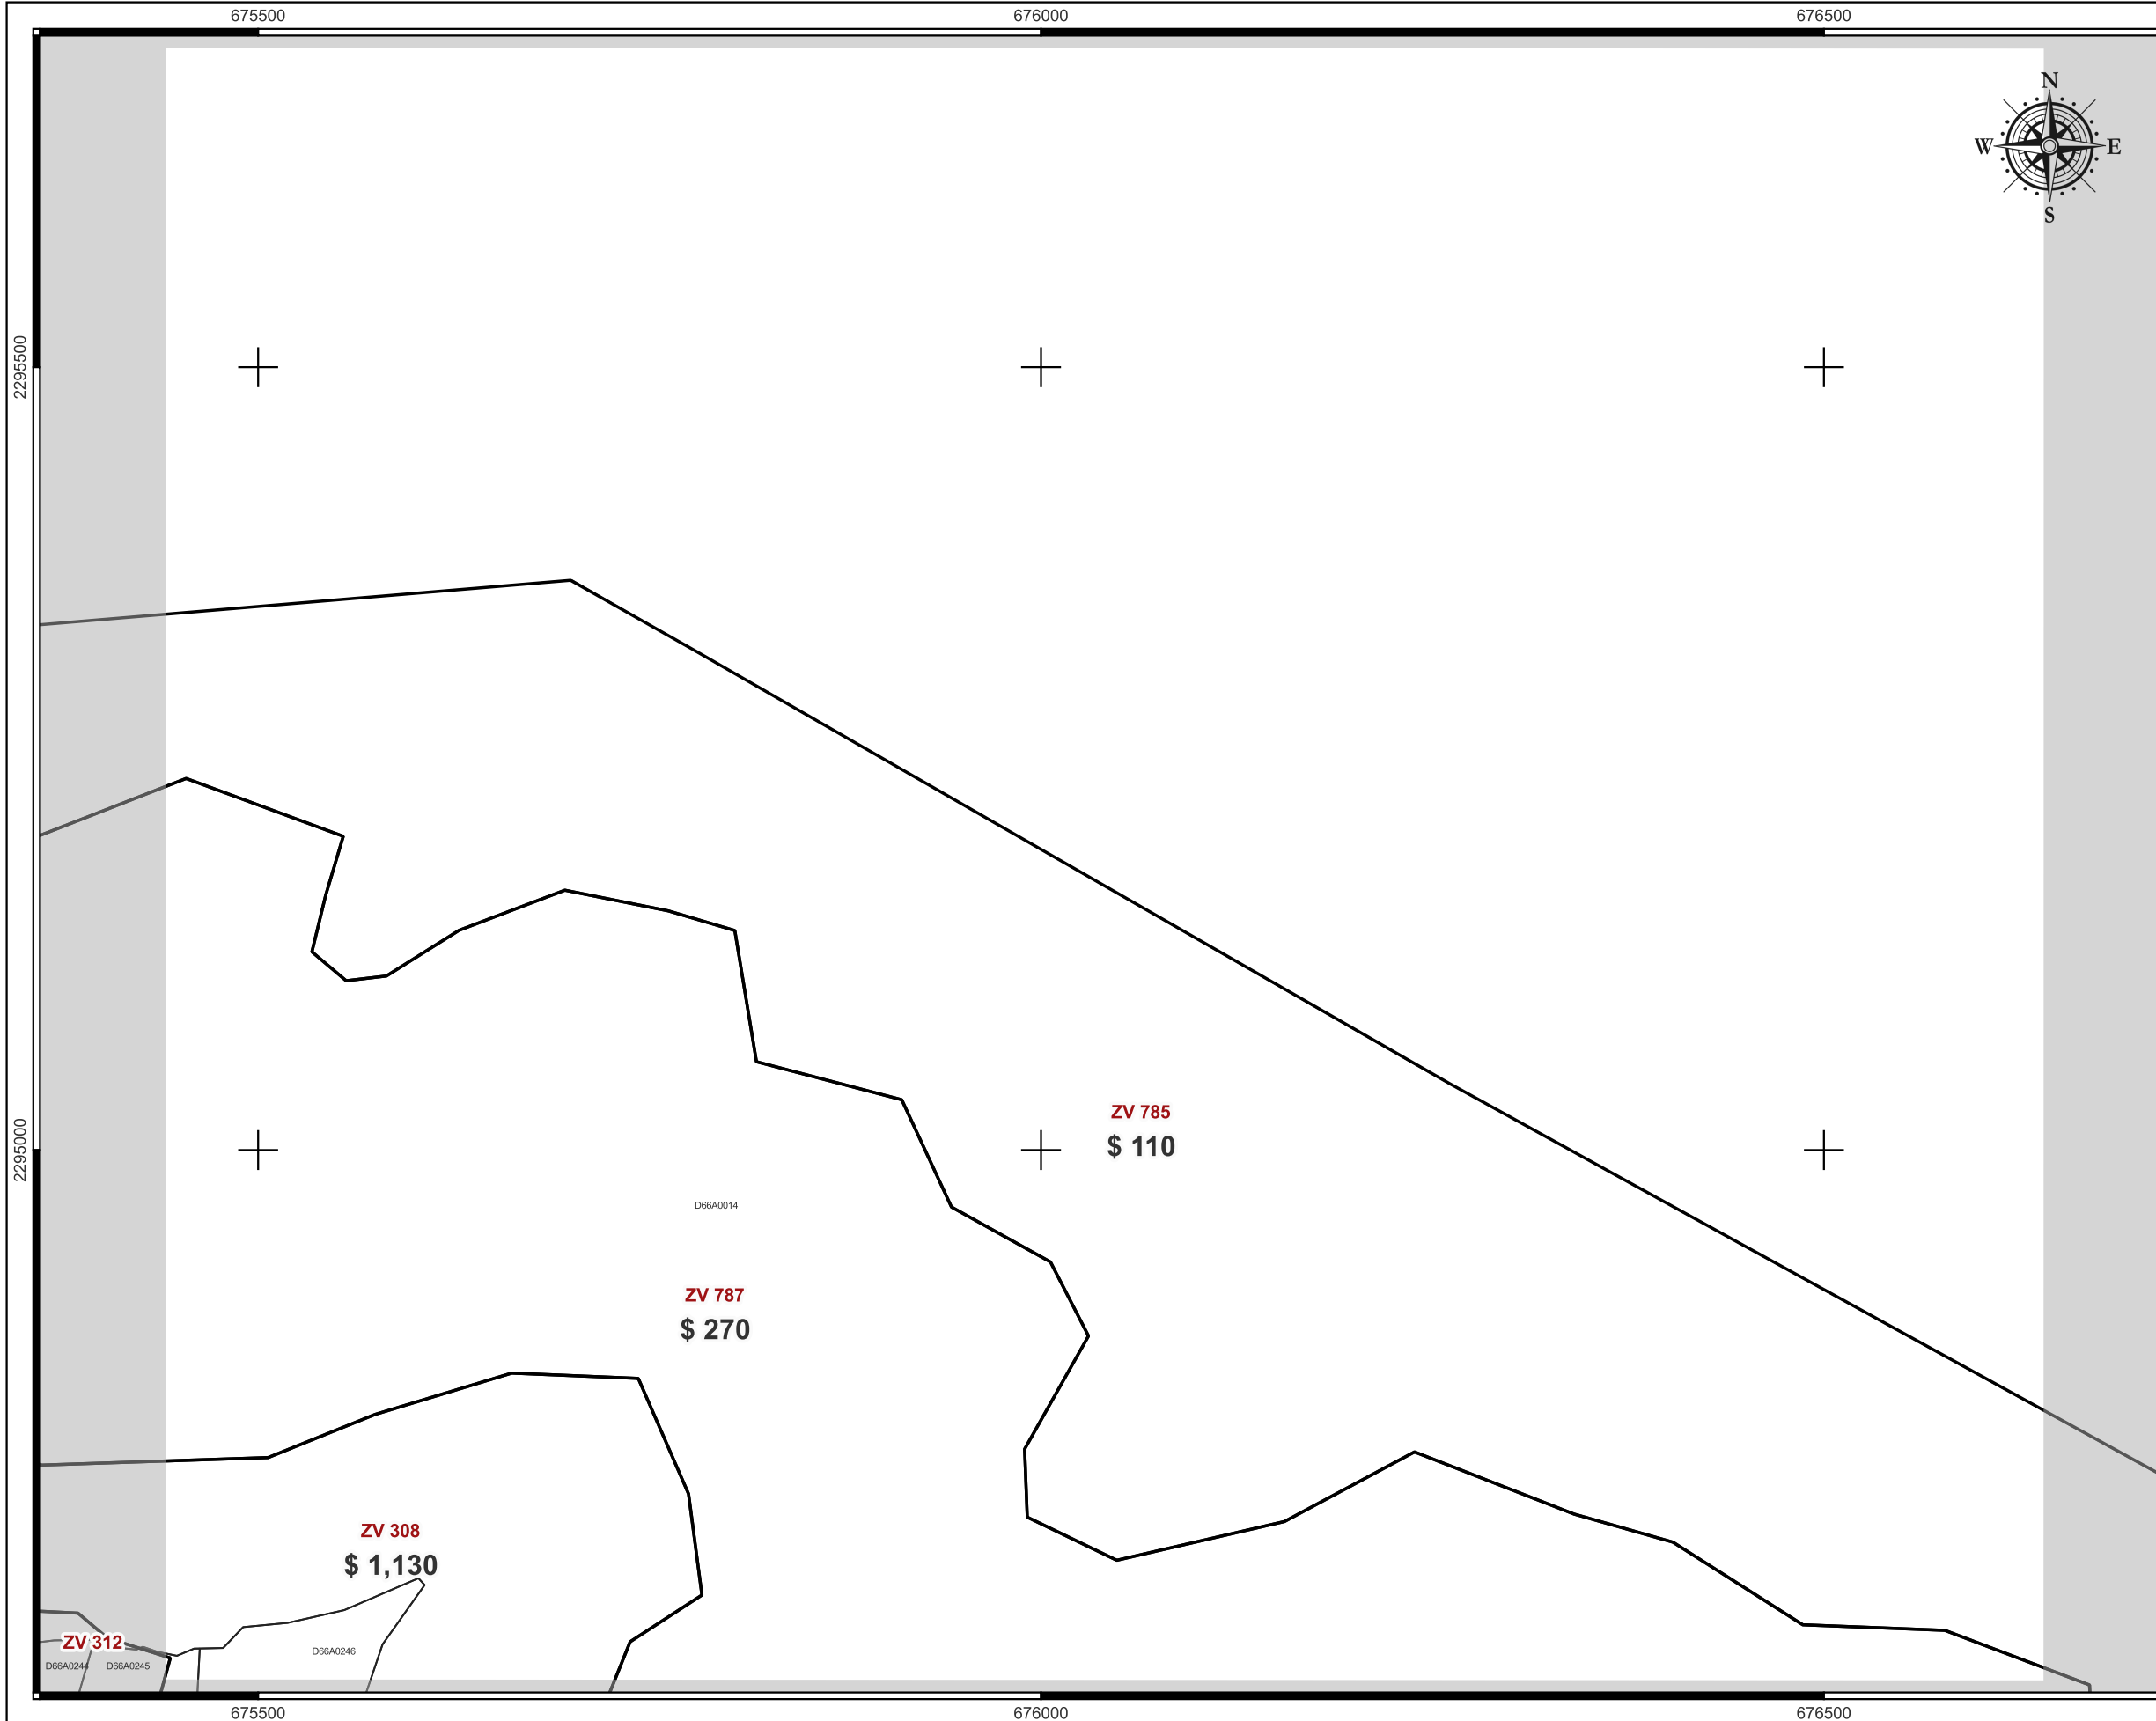 675500 676000 676500
N
W E
S
2295500
2295000
ZV 785
$ 110
D66A0014
ZV 787
$ 270
ZV 308
$ 1,130
ZV 312
D66A0246
D66A0244 D66A0245
675500 676000 676500